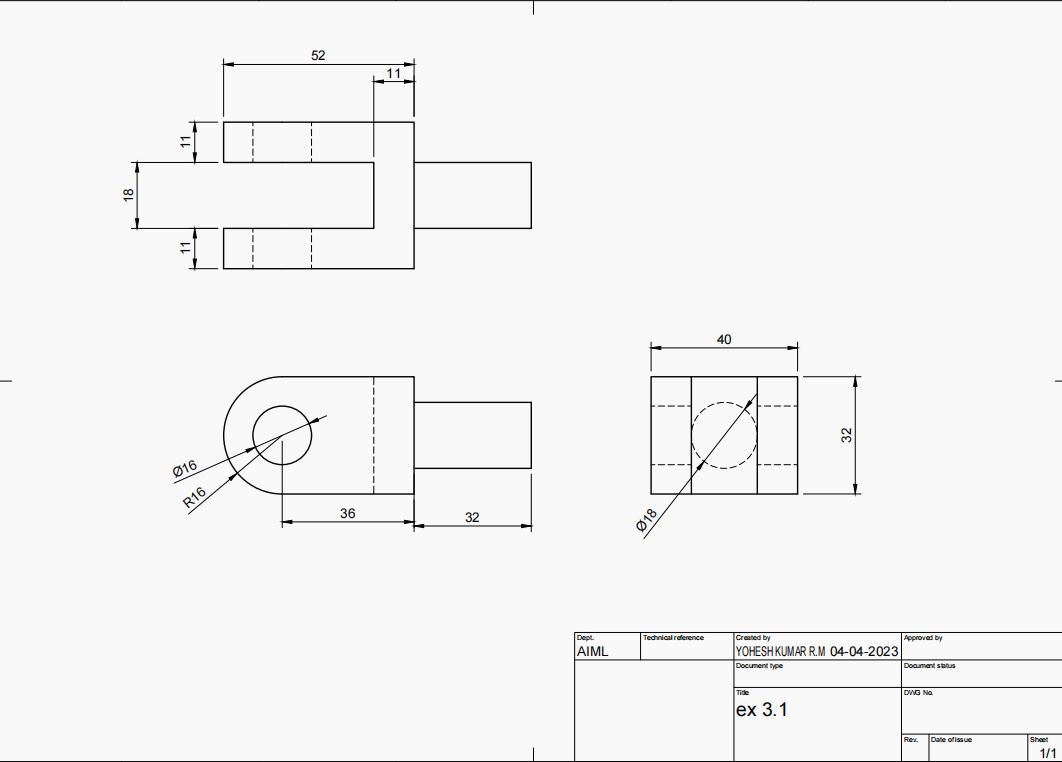 52
11
11
18
11
40
32
Ø16
R16
36
32
Ø18
Dept.
AIML
Technical reference
Created by
YOHESH KUMAR R.M 04-04-2023
Approved by
Document type
Document status
Title
ex 3.1
DWG No.
Rev.
Date of issue
Sheet
1/1